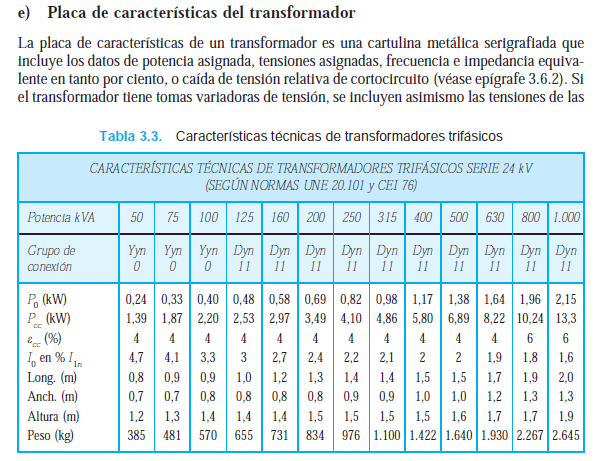 e) Placa de características del transformador
La placa de características de un transformador es una cartulina metálica serigrafiada que
incluye los datos de potencia asignada, tensiones asignadas, frecuencia e impedancia equiva-
lente en tanto por ciento, o caída de tensión relativa de cortocircuito (véase epígrafe 3.6.2). Si
el transformador tiene tomas variadoras de tensión, se incluyen asimismo las tensiones de las
Tabla 3.3. Características técnicas de transformadores trifásicos
CARACTERÍSTICAS TÉCNICAS DE TRANSFORMADORES TRIFÁSICOS SERIE 24 kV
(SEGÚN NORMAS UNE 20.101 y CEI 76)
Potencia kVA 50 75 100 125 160 200 250 315 400 500 630 800 1.000
Grupo de Yyn Yyn Yyn Dyn Dyn Dyn Dyn Dyn Dyn Dyn Dyn Dyn Dyn
conexión 0 0 0 11 11 11 11 11 11 11 11 11 11
P0 (kW) 0,24 0,33 0,40 0,48 0,58 0,69 0,82 0,98 1,17 1,38 1,64 1,96 2,15
Pcc (kW) 1,39 1,87 2,20 2,53 2,97 3,49 4,10 4,86 5,80 6,89 8,22 10,24 13,3
εcc (%) 4 4 4 4 4 4 4 4 4 4 4 6 6
I0 en % I1n 4,7 4,1 3,3 3 2,7 2,4 2,2 2,1 2 2 1,9 1,8 1,6
Long. (m) 0,8 0,9 0,9 1,0 1,2 1,3 1,4 1,4 1,5 1,5 1,7 1,9 2,0
Anch. (m) 0,7 0,7 0,8 0,8 0,8 0,8 0,9 0,9 1,0 1,0 1,2 1,3 1,3
Altura (m) 1,2 1,3 1,4 1,4 1,4 1,5 1,5 1,5 1,5 1,6 1,7 1,7 1,9
Peso (kg) 385 481 570 655 731 834 976 1.100 1.422 1.640 1.930 2.267 2.645